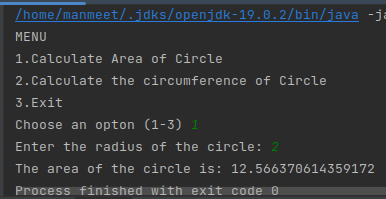 /home/manmeet/.jdks/openjdk-19.0.2/bin/java -ja
MENU
1.Calculate Area of Circle
2.Calculate the circumference of Circle
3.Exit
Choose an opton (1-3) 1
Enter the radius of the circle: 2
The area of the circle is: 12.566370614359172
Process finished with exit code 0